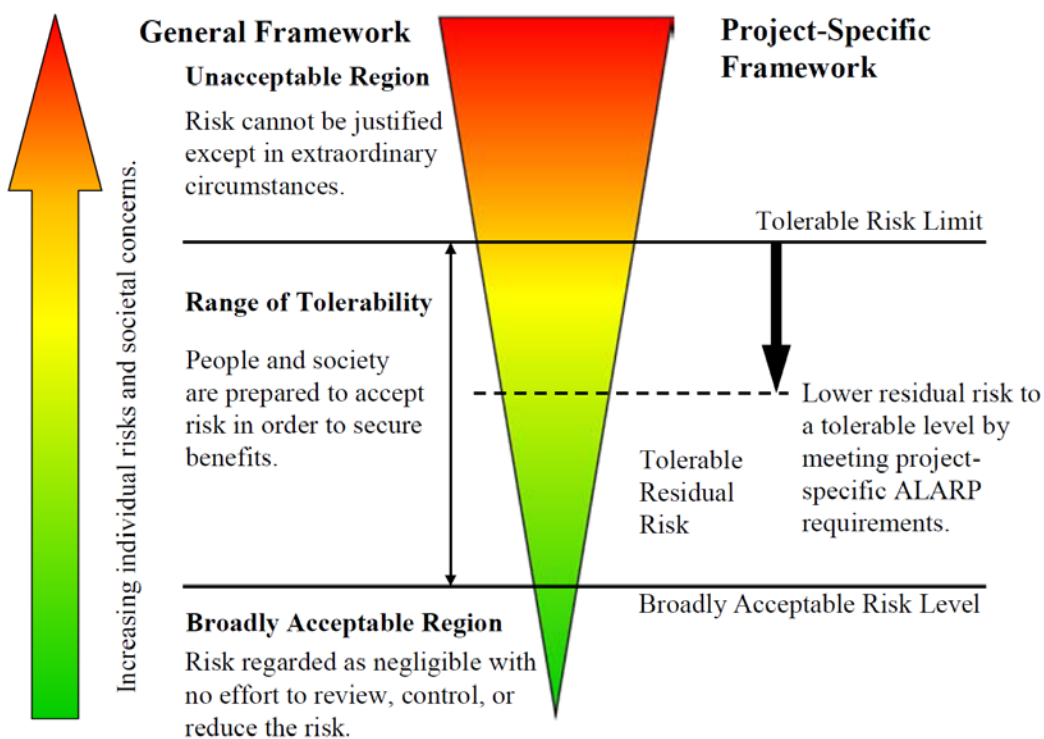 General Framework
Project-Specific
Framework
Unacceptable Region
Risk cannot be justified
except in extraordinary
circumstances.
Tolerable Risk Limit
Range of Tolerability
People and society
are prepared to accept
risk in order to secure
benefits.
Lower residual risk to
a tolerable level by
meeting project-
specific ALARP
requirements.
Tolerable
Residual
Risk
Broadly Acceptable Risk Level
Broadly Acceptable Region
Risk regarded as negligible with
no effort to review, control, or
reduce the risk.
Increasing individual risks and societal concerns.